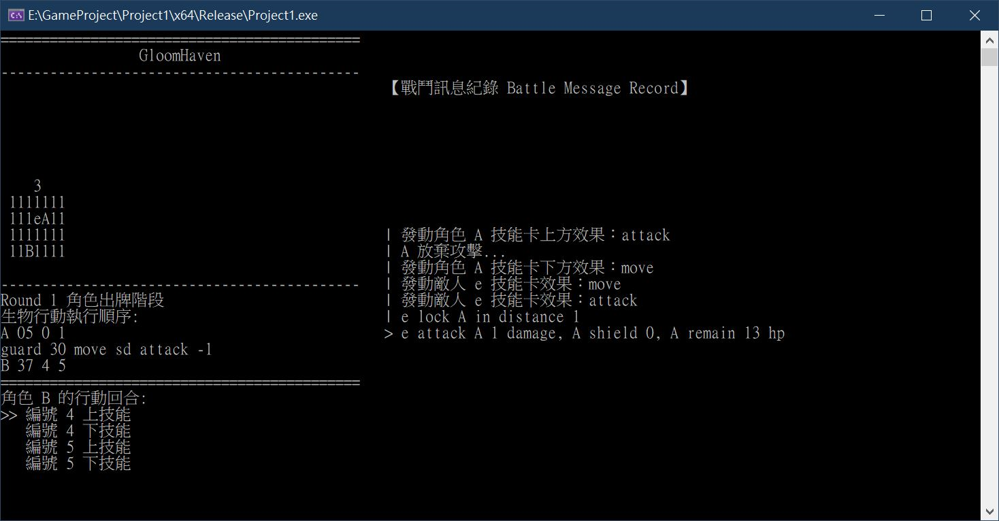 E:\GameProject\Project1\x64\Release\Project1.exe
============================================
GloomHaven
--------------------------------------------
3
1111111
111eA11
1111111
11B1111
--------------------------------------------
Round 1 角色出牌階段
生物行動執行順序:
A 05 0 1
guard 30 move sd attack -1
B 37 4 5
============================================
角色 B 的行動回合:
>> 編號 4 上技能
編號 4 下技能
編號 5 上技能
編號 5 下技能
【戰鬥訊息紀錄 Battle Message Record】
| 發動角色 A 技能卡上方效果：attack
| A 放棄攻擊...
| 發動角色 A 技能卡下方效果：move
| 發動敵人 e 技能卡效果：move
| 發動敵人 e 技能卡效果：attack
| e lock A in distance 1
> e attack A 1 damage, A shield 0, A remain 13 hp